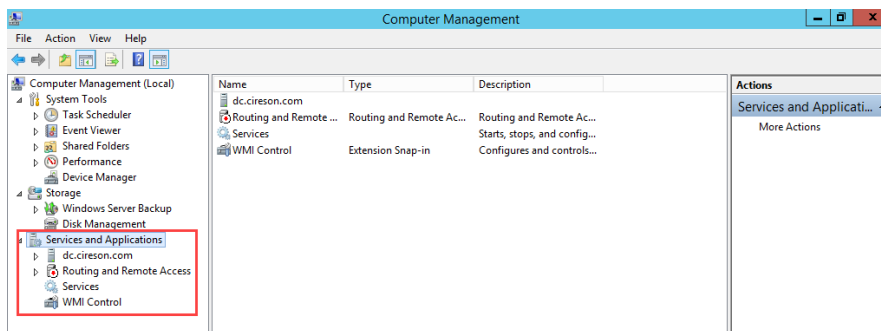 Computer Management
File Action View Help
Computer Management (Local)
System Tools
Task Scheduler
Event Viewer
Shared Folders
Performance
Device Manager
Storage
Windows Server Backup
Disk Management
Services and Applications
dc.cireson.com
Routing and Remote Access
Services
WMI Control
Name Type Description
dc.cireson.com
Routing and Remote ... Routing and Remote Ac... Routing and Remote Ac...
Services Starts, stops, and config...
WMI Control Extension Snap-in Configures and controls...
Actions
Services and Applicati...
More Actions